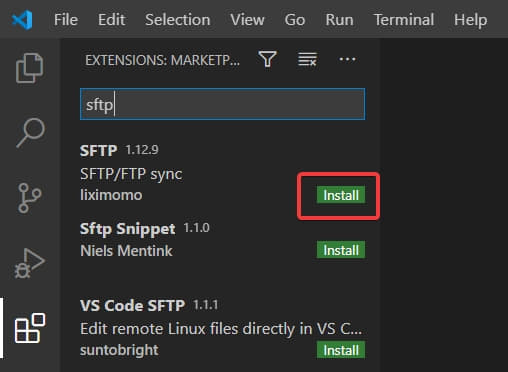 File Edit Selection View Go Run Terminal Help
EXTENSIONS: MARKETP...
sftp
SFTP 1.12.9
SFTP/FTP sync
liximomo Install
Sftp Snippet 1.1.0
Niels Mentink Install
VS Code SFTP 1.1.1
Edit remote Linux files directly in VS C...
suntobright Install